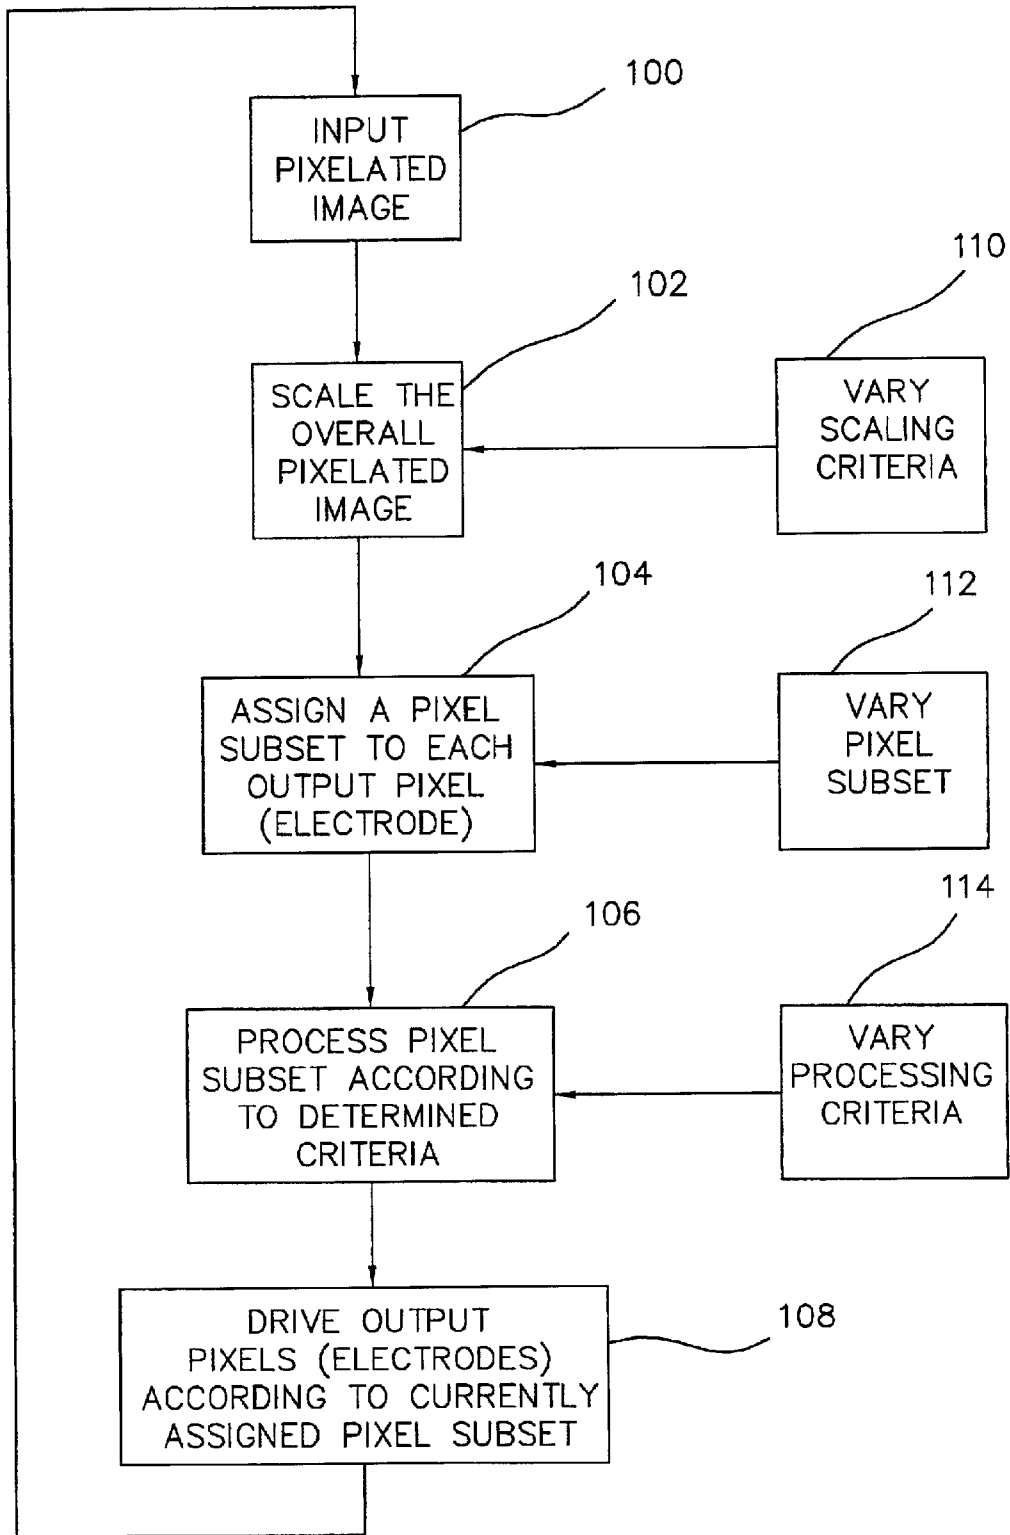 100
INPUT
PIXELATED
IMAGE
110
102
SCALE THE
OVERALL
PIXELATED
IMAGE
VARY
SCALING
CRITERIA
104
112
ASSIGN A PIXEL
SUBSET TO EACH
OUTPUT PIXEL
(ELECTRODE)
VARY
PIXEL
SUBSET
114
106
PROCESS PIXEL
SUBSET ACCORDING
TO DETERMINED
CRITERIA
VARY
PROCESSING
CRITERIA
108
DRIVE OUTPUT
PIXELS (ELECTRODES)
ACCORDING TO CURRENTLY
ASSIGNED PIXEL SUBSET